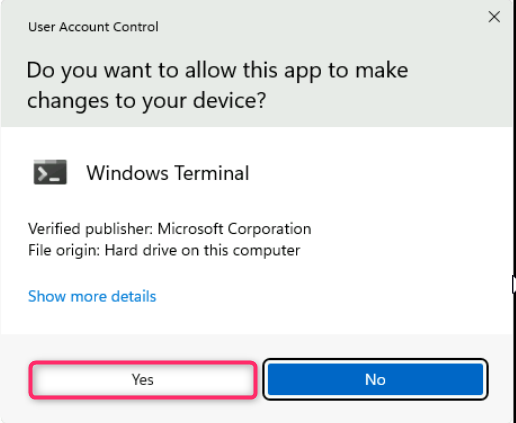 User Account Control
Do you want to allow this app to make
changes to your device?
Windows Terminal
Verified publisher: Microsoft Corporation
File origin: Hard drive on this computer
Show more details
Yes
No